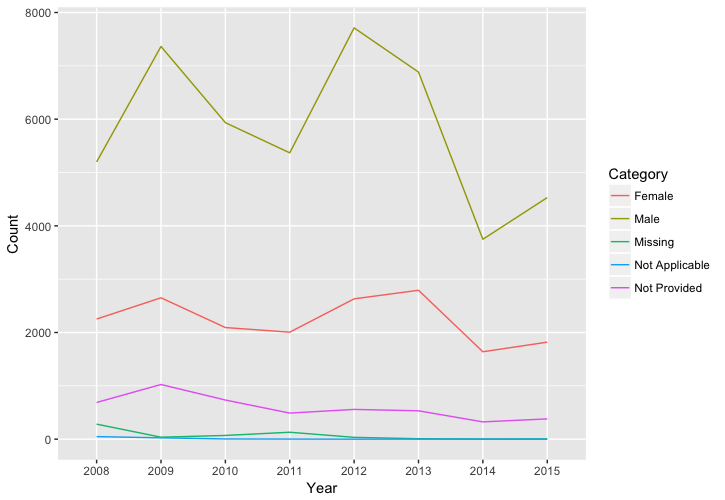 8000
6000
4000
2000
0
Count
2008 2009 2010 2011 2012 2013 2014 2015
Year
Category
Female
Male
Missing
Not Applicable
Not Provided